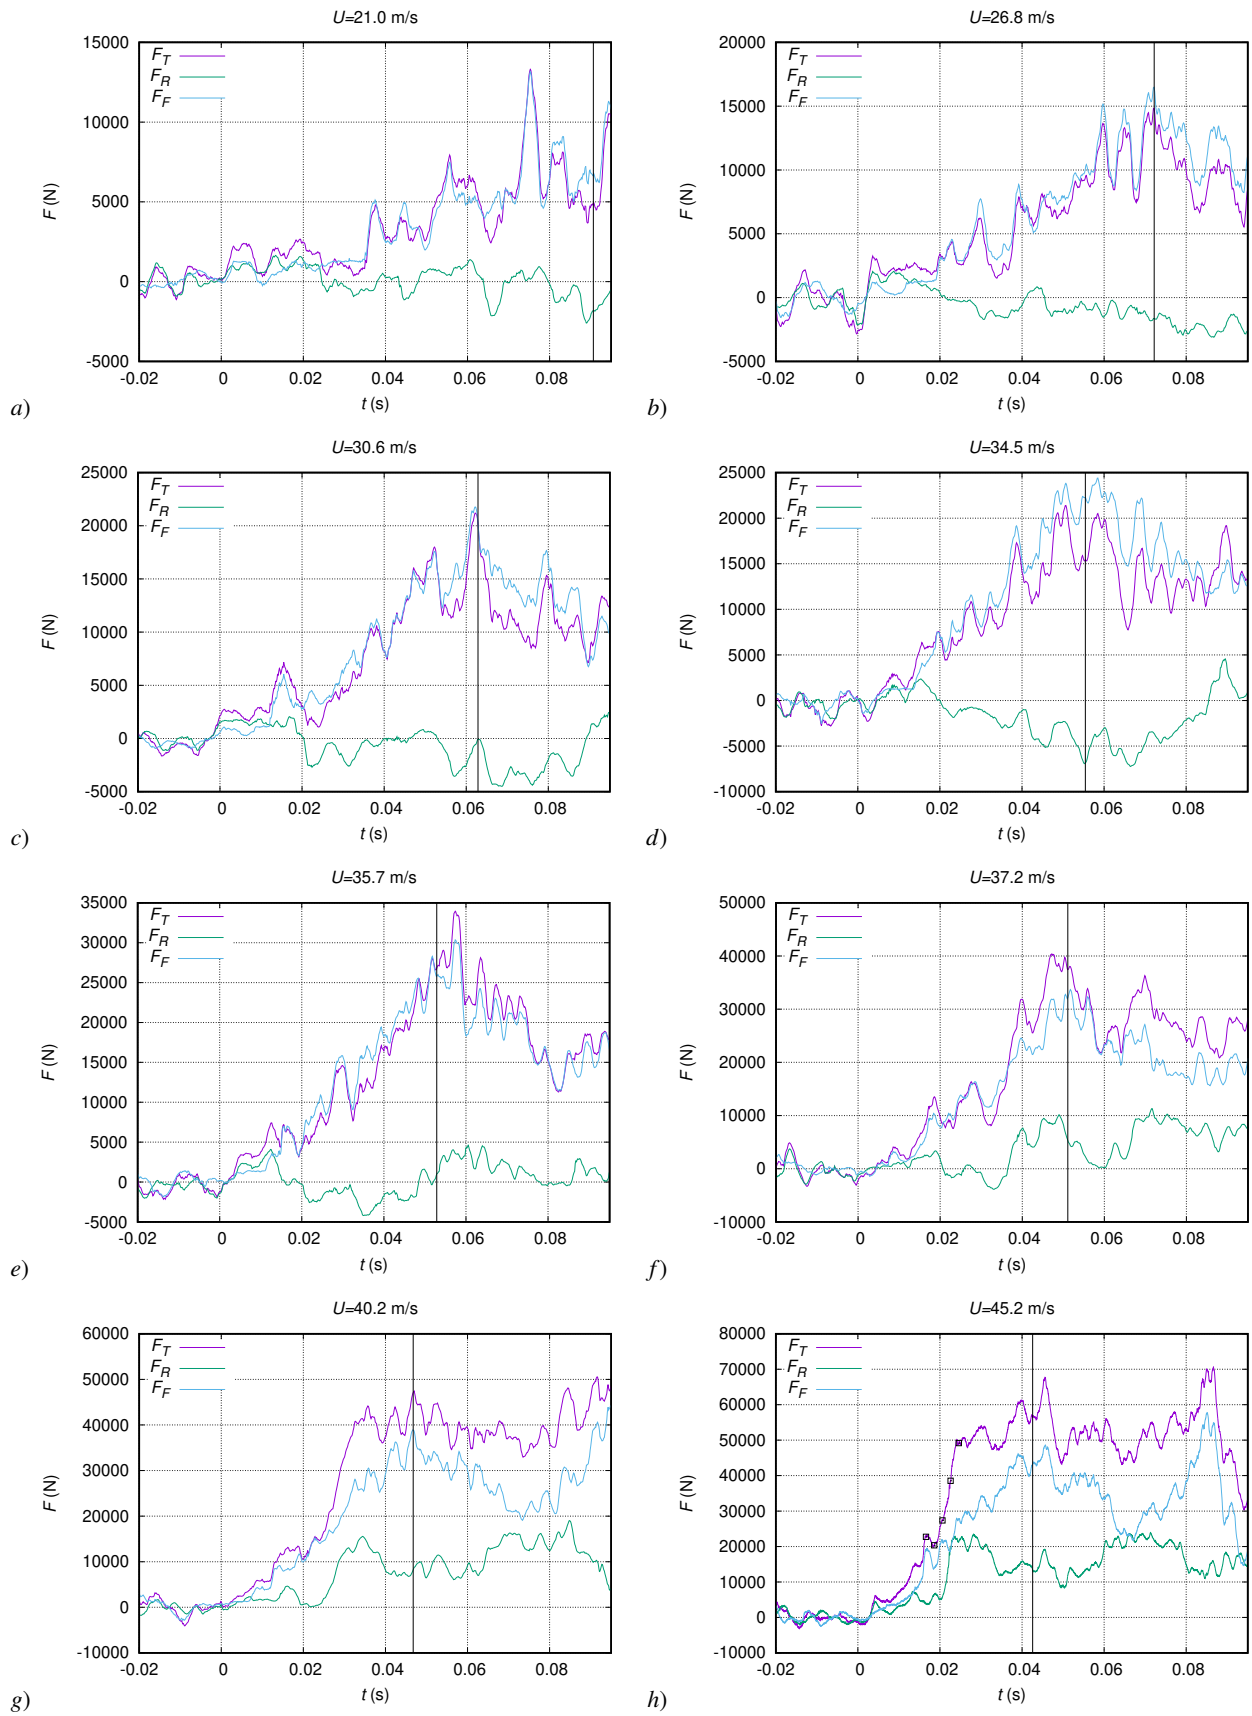 U=21.0 m/s
15000
10000
5000
0
-5000
F_T
F_R
F_F
F (N)
-0.02 0 0.02 0.04 0.06 0.08
t (s)
a)
U=26.8 m/s
20000
15000
10000
5000
0
-5000
F_T
F_R
F_F
F (N)
-0.02 0 0.02 0.04 0.06 0.08
t (s)
b)
U=30.6 m/s
25000
20000
15000
10000
5000
0
-5000
F_T
F_R
F_F
F (N)
-0.02 0 0.02 0.04 0.06 0.08
t (s)
c)
U=34.5 m/s
25000
20000
15000
10000
5000
0
-5000
-10000
F_T
F_R
F_F
F (N)
-0.02 0 0.02 0.04 0.06 0.08
t (s)
d)
U=35.7 m/s
35000
30000
25000
20000
15000
10000
5000
0
-5000
F_T
F_R
F_F
F (N)
-0.02 0 0.02 0.04 0.06 0.08
t (s)
e)
U=37.2 m/s
50000
40000
30000
20000
10000
0
-10000
F_T
F_R
F_F
F (N)
-0.02 0 0.02 0.04 0.06 0.08
t (s)
f)
U=40.2 m/s
60000
50000
40000
30000
20000
10000
0
-10000
F_T
F_R
F_F
F (N)
-0.02 0 0.02 0.04 0.06 0.08
t (s)
g)
U=45.2 m/s
80000
70000
60000
50000
40000
30000
20000
10000
0
-10000
F_T
F_R
F_F
F (N)
-0.02 0 0.02 0.04 0.06 0.08
t (s)
h)